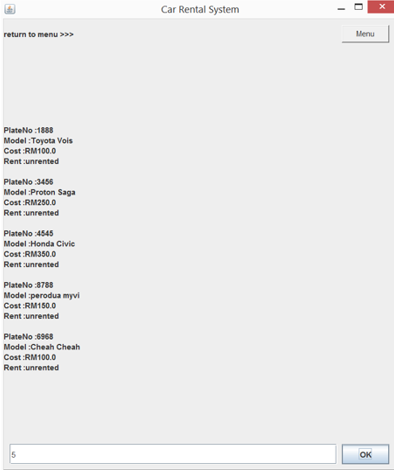 Car Rental System
return to menu >>>
Menu
PlateNo :1888
Model :Toyota Vois
Cost :RM100.0
Rent :unrented
PlateNo :3456
Model :Proton Saga
Cost :RM250.0
Rent :unrented
PlateNo :4545
Model :Honda Civic
Cost :RM350.0
Rent :unrented
PlateNo :8788
Model :perodua myvi
Cost :RM150.0
Rent :unrented
PlateNo :6968
Model :Cheah Cheah
Cost :RM100.0
Rent :unrented
5
OK